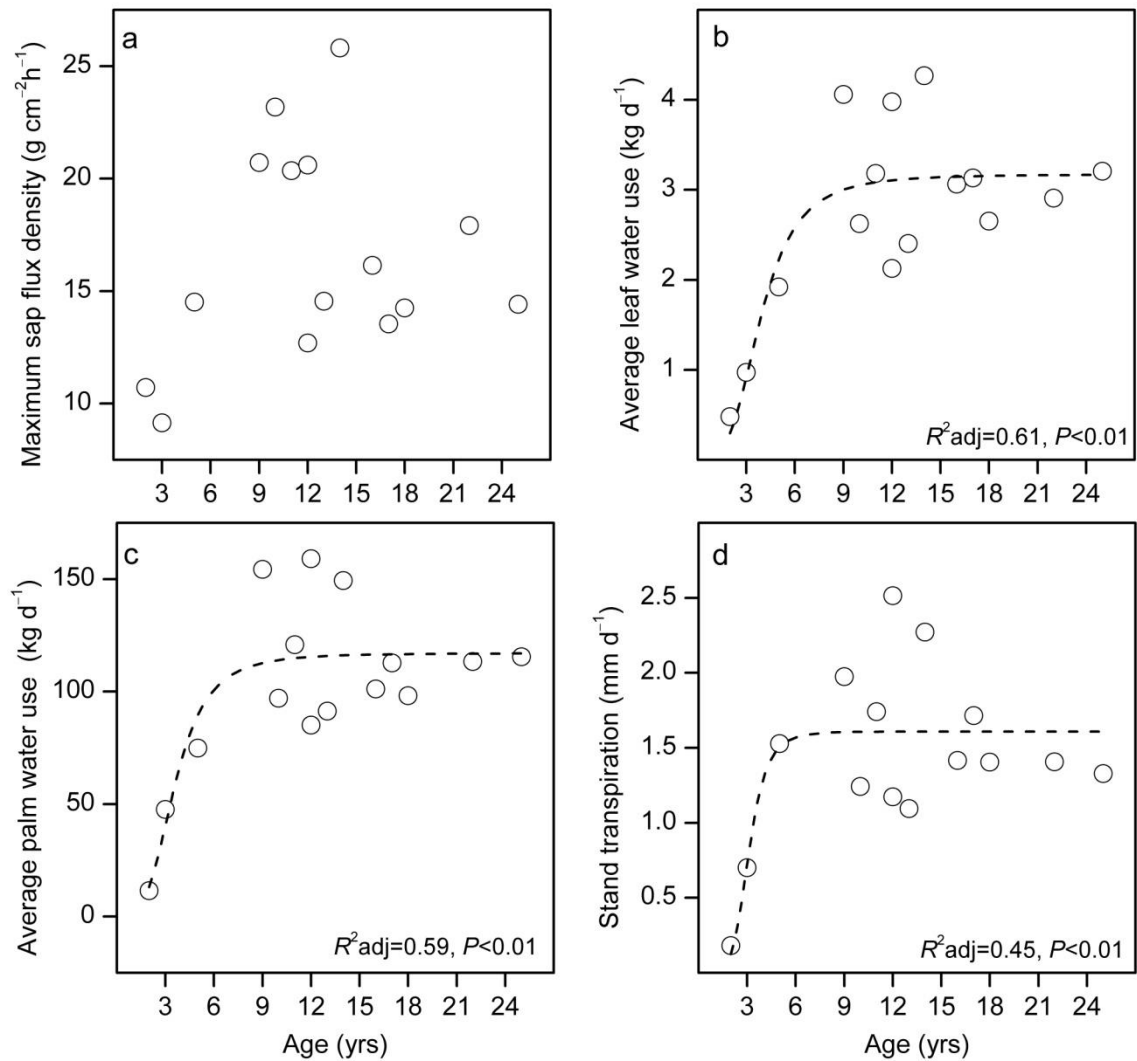 a
Maximum sap flux density (g cm⁻²h⁻¹)
25
20
15
10
3 6 9 12 15 18 21 24
b
Average leaf water use (kg d⁻¹)
4
3
2
1
R²adj=0.61, P<0.01
3 6 9 12 15 18 21 24
c
Average palm water use (kg d⁻¹)
150
100
50
0
R²adj=0.59, P<0.01
3 6 9 12 15 18 21 24
Age (yrs)
d
Stand transpiration (mm d⁻¹)
2.5
2.0
1.5
1.0
0.5
R²adj=0.45, P<0.01
3 6 9 12 15 18 21 24
Age (yrs)